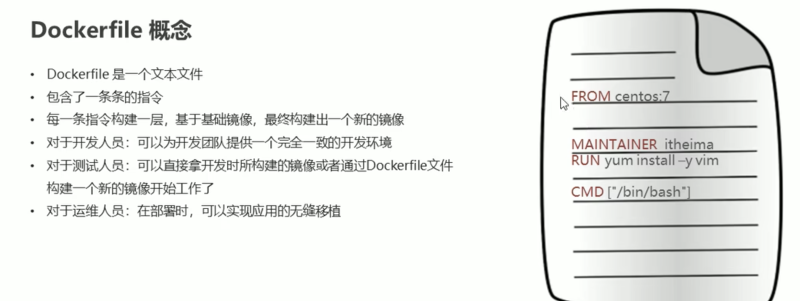 Dockerfile 概念
• Dockerfile 是一个文本文件
• 包含了一条条的指令
• 每一条指令构建一层，基于基础镜像，最终构建出一个新的镜像
• 对于开发人员：可以为开发团队提供一个完全一致的开发环境
• 对于测试人员：可以直接拿开发时所构建的镜像或者通过Dockerfile文件
构建一个新的镜像开始工作了
• 对于运维人员：在部署时，可以实现应用的无缝移植
FROM centos:7
MAINTAINER itheima
RUN yum install –y vim
CMD ["/bin/bash"]